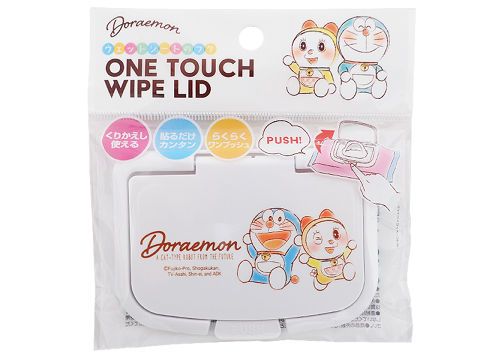 Doraemon
ウェットシートのフタ
ONE TOUCH
WIPE LID
くりかえし
使える
貼るだけ
カンタン
らくらく
ワンプッシュ
PUSH!
Doraemon
A CAT-TYPE ROBOT FROM THE FUTURE
©Fujiko-Pro, Shogakukan,
TV-Asahi, Shin-ei, and ADK